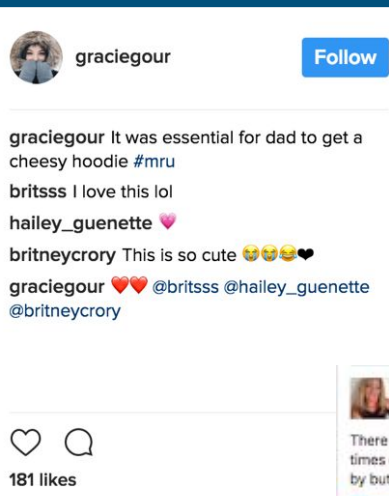 graciegour
Follow
graciegour It was essential for dad to get a
cheesy hoodie #mru
britsss I love this lol
hailey_guenette 💗
britneycrory This is so cute 😭😭😂❤
graciegour ❤️❤️ @britsss @hailey_guenette
@britneycrory
181 likes
There
times
by but